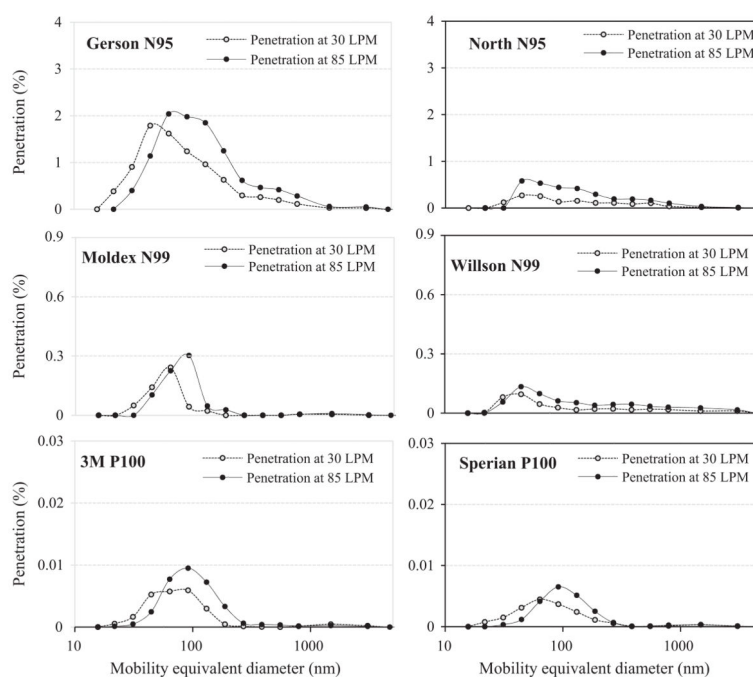 Gerson N95
Penetration at 30 LPM
Penetration at 85 LPM
Penetration (%)
4
3
2
1
0
North N95
Penetration at 30 LPM
Penetration at 85 LPM
4
3
2
1
0
Moldex N99
Penetration at 30 LPM
Penetration at 85 LPM
Penetration (%)
0.9
0.6
0.3
0
Willson N99
Penetration at 30 LPM
Penetration at 85 LPM
0.9
0.6
0.3
0
3M P100
Penetration at 30 LPM
Penetration at 85 LPM
Penetration (%)
0.03
0.02
0.01
0
10 100 1000
Mobility equivalent diameter (nm)
Sperian P100
Penetration at 30 LPM
Penetration at 85 LPM
0.03
0.02
0.01
0
10 100 1000
Mobility equivalent diameter (nm)